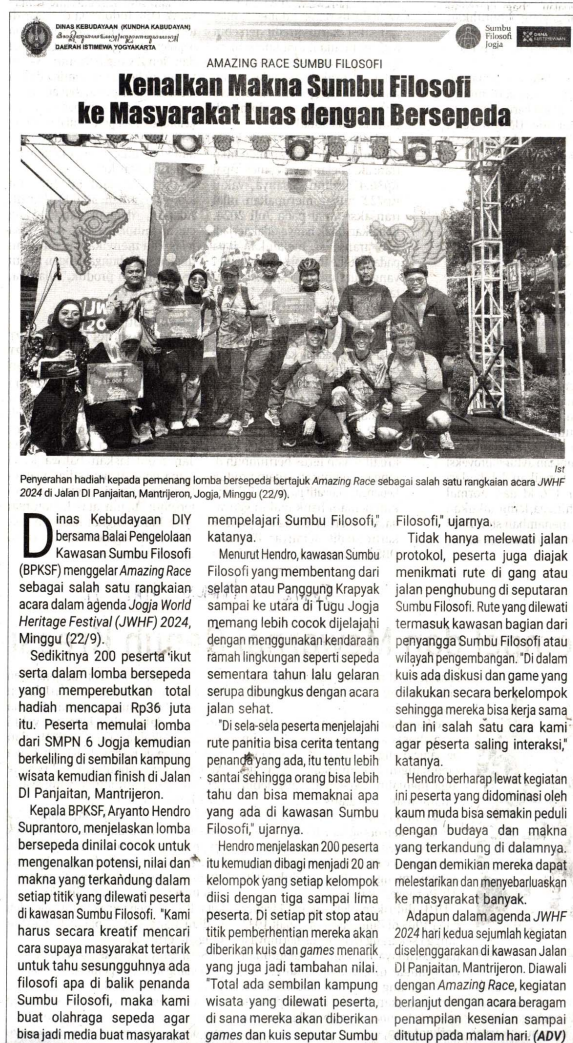 DINAS KEBUDAYAAN (KUNDHA KABUDAYAN)
DAERAH ISTIMEWA YOGYAKARTA
Sumbu
Filosofi
Jogja
AMAZING RACE SUMBU FILOSOFI
Kenalkan Makna Sumbu Filosofi
ke Masyarakat Luas dengan Bersepeda
JW
20
Ist
Penyerahan hadiah kepada pemenang lomba bersepeda bertajuk Amazing Race sebagai salah satu rangkaian acara JWHF
2024 di Jalan DI Panjaitan, Mantrijeron, Jogja, Minggu (22/9).
Dinas Kebudayaan DIY
bersama Balai Pengelolaan
Kawasan Sumbu Filosofi
(BPKSF) menggelar Amazing Race
sebagai salah satu rangkaian
acara dalam agenda Jogja World
Heritage Festival (JWHF) 2024,
Minggu (22/9).
Sedikitnya 200 peserta ikut
serta dalam lomba bersepeda
yang memperebutkan total
hadiah mencapai Rp36 juta
itu. Peserta memulai lomba
dari SMPN 6 Jogja kemudian
berkeliling di sembilan kampung
wisata kemudian finish di Jalan
DI Panjaitan, Mantrijeron.
Kepala BPKSF, Aryanto Hendro
Suprantoro, menjelaskan lomba
bersepeda dinilai cocok untuk
mengenalkan potensi, nilai dan
makna yang terkandung dalam
setiap titik yang dilewati peserta
di kawasan Sumbu Filosofi. "Kami
harus secara kreatif mencari
cara supaya masyarakat tertarik
untuk tahu sesungguhnya ada
filosofi apa di balik penanda
Sumbu Filosofi, maka kami
buat olahraga sepeda agar
bisa jadi media buat masyarakat
mempelajari Sumbu Filosofi,"
katanya.
Menurut Hendro, kawasan Sumbu
Filosofi yang membentang dari
selatan atau Panggung Krapyak
sampai ke utara di Tugu Jogja
memang lebih cocok dijelajahi
dengan menggunakan kendaraan
ramah lingkungan seperti sepeda
sementara tahun lalu gelaran
serupa dibungkus dengan acara
jalan sehat.
"Di sela-sela peserta menjelajahi
rute panitia bisa cerita tentang
penanda yang ada, itu tentu lebih
santai sehingga orang bisa lebih
tahu dan bisa memaknai apa
yang ada di kawasan Sumbu
Filosofi," ujarnya.
Hendro menjelaskan 200 peserta
itu kemudian dibagi menjadi 20 an
kelompok yang setiap kelompok
diisi dengan tiga sampai lima
peserta. Di setiap pit stop atau
titik pemberhentian mereka akan
diberikan kuis dan games menarik
yang juga jadi tambahan nilai.
"Total ada sembilan kampung
wisata yang dilewati peserta,
di sana mereka akan diberikan
games dan kuis seputar Sumbu
Filosofi," ujarnya.
Tidak hanya melewati jalan
protokol, peserta juga diajak
menikmati rute di gang atau
jalan penghubung di seputaran
Sumbu Filosofi. Rute yang dilewati
termasuk kawasan bagian dari
penyangga Sumbu Filosofi atau
wilayah pengembangan. "Di dalam
kuis ada diskusi dan game yang
dilakukan secara berkelompok
sehingga mereka bisa kerja sama
dan ini salah satu cara kami
agar peserta saling interaksi,"
katanya.
Hendro berharap lewat kegiatan
ini peserta yang didominasi oleh
kaum muda bisa semakin peduli
dengan budaya dan makna
yang terkandung di dalamnya.
Dengan demikian mereka dapat
melestarikan dan menyebarluaskan
ke masyarakat banyak.
Adapun dalam agenda JWHF
2024 hari kedua sejumlah kegiatan
diselenggarakan di kawasan Jalan
DI Panjaitan, Mantrijeron. Diawali
dengan Amazing Race, kegiatan
berlanjut dengan acara beragam
penampilan kesenian sampai
ditutup pada malam hari. (ADV)